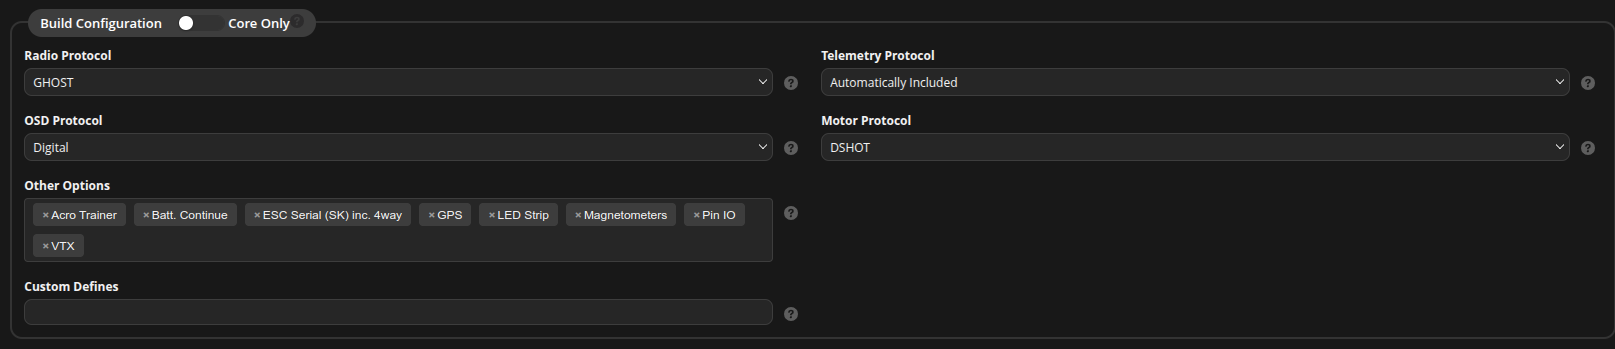 Build Configuration Core Only ?
Radio Protocol
GHOST ?
Telemetry Protocol
Automatically Included ?
OSD Protocol
Digital ?
Motor Protocol
DSHOT ?
Other Options
×Acro Trainer ×Batt. Continue ×ESC Serial (SK) inc. 4way ×GPS ×LED Strip ×Magnetometers ×Pin IO ?
×VTX
Custom Defines
?